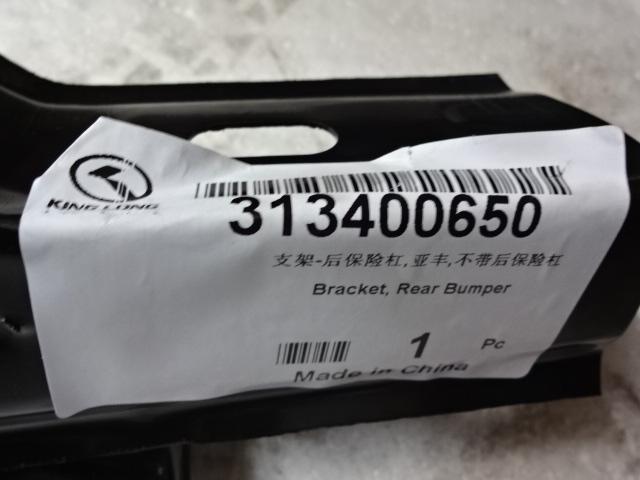 KING LONG
313400650
支架-后保险杠,亚丰,不带后保险杠
Bracket, Rear Bumper
1 Pc
Made in China